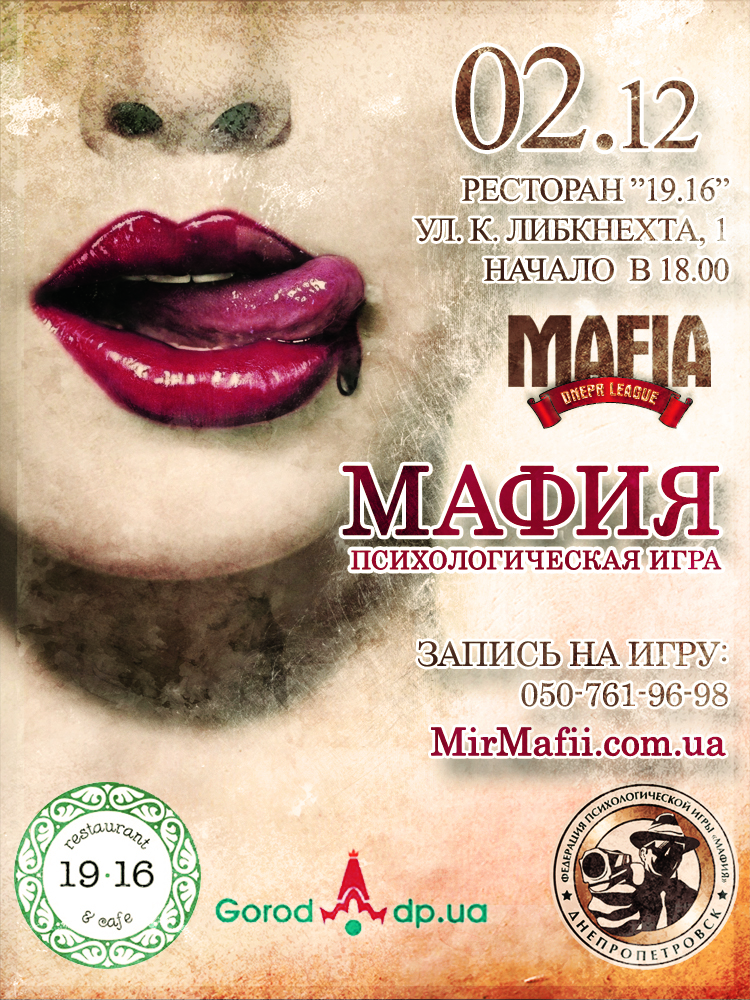 02.12
РЕСТОРАН ”19.16”
УЛ. К. ЛИБКНЕХТА, 1
НАЧАЛО В 18.00
MAFIA
DNEPR LEAGUE
МАФИЯ
ПСИХОЛОГИЧЕСКАЯ ИГРА
ЗАПИСЬ НА ИГРУ:
050-761-96-98
MirMafii.com.ua
restaurant
19·16
& cafe
Gorod dp.ua
ФЕДЕРАЦИЯ ПСИХОЛОГИЧЕСКОЙ ИГРЫ «МАФИЯ»
ДНЕПРОПЕТРОВСК